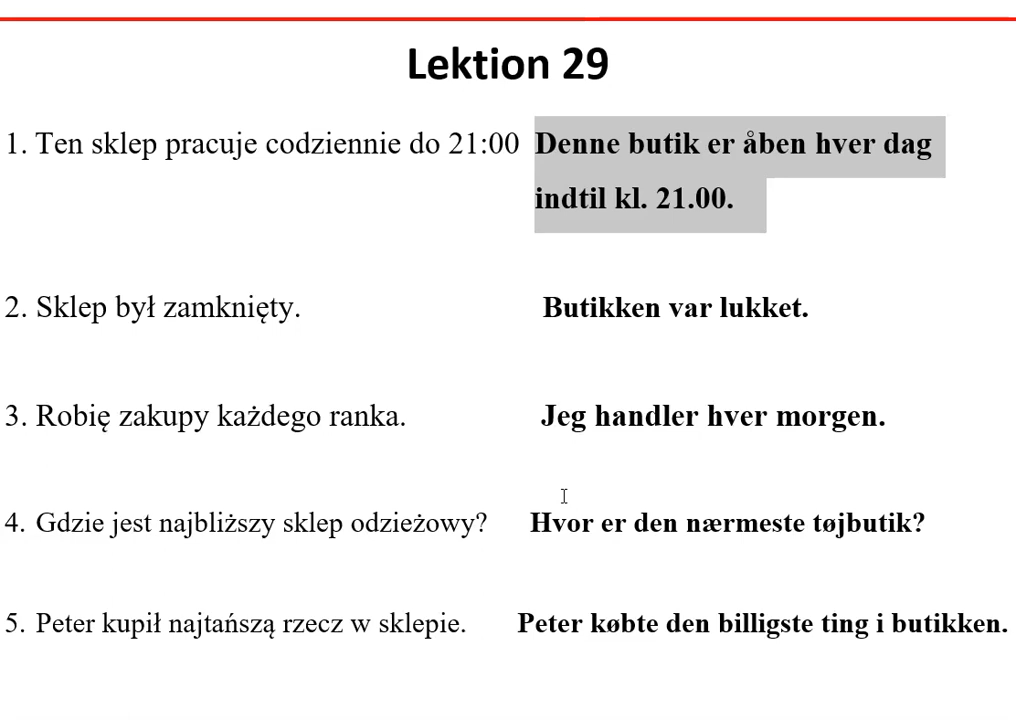 Lektion 29
1. Ten sklep pracuje codziennie do 21:00 Denne butik er åben hver dag
indtil kl. 21.00.
2. Sklep był zamknięty. Butikken var lukket.
3. Robię zakupy każdego ranka. Jeg handler hver morgen.
4. Gdzie jest najbliższy sklep odzieżowy? Hvor er den nærmeste tøjbutik?
5. Peter kupił najtańszą rzecz w sklepie. Peter købte den billigste ting i butikken.